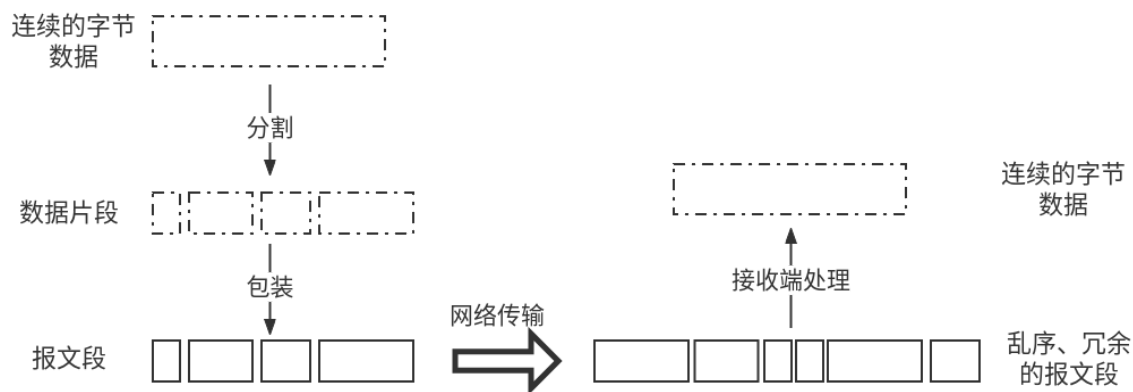 连续的字节
数据
分割
数据片段
包装
报文段
网络传输
连续的字节
数据
接收端处理
乱序、冗余
的报文段